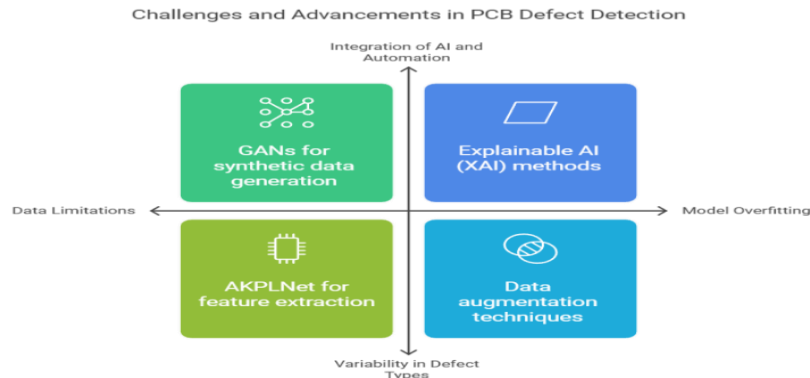 Challenges and Advancements in PCB Defect Detection
Integration of AI and
Automation
GANs for
synthetic data
generation
Explainable AI
(XAI) methods
Data Limitations
Model Overfitting
AKPLNet for
feature extraction
Data
augmentation
techniques
Variability in Defect
Types